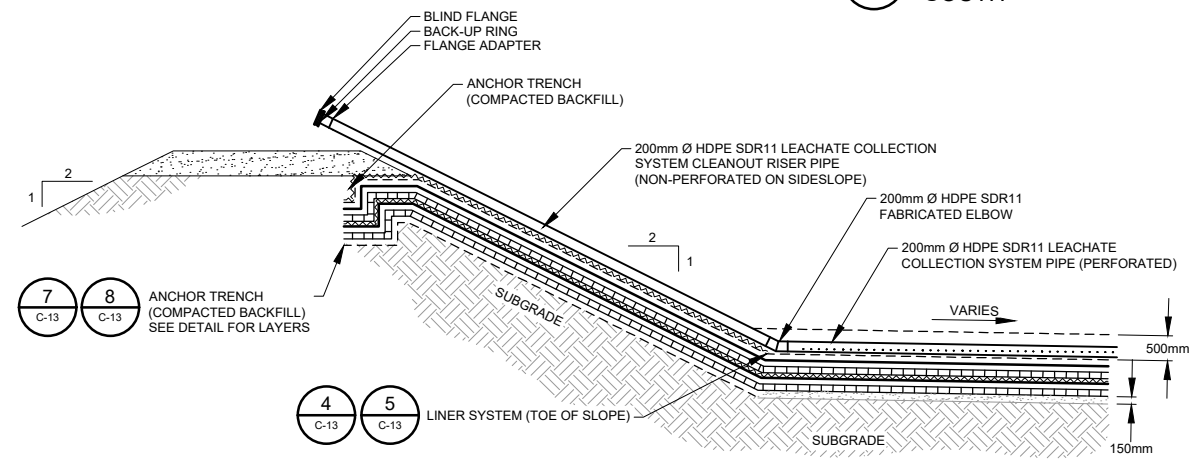 BLIND FLANGE
BACK-UP RING
FLANGE ADAPTER
ANCHOR TRENCH
(COMPACTED BACKFILL)
200mm Ø HDPE SDR11 LEACHATE COLLECTION
SYSTEM CLEANOUT RISER PIPE
(NON-PERFORATED ON SIDESLOPE)
2
1
200mm Ø HDPE SDR11
FABRICATED ELBOW
2
1
200mm Ø HDPE SDR11 LEACHATE
COLLECTION SYSTEM PIPE (PERFORATED)
7
C-13
8
C-13
ANCHOR TRENCH
(COMPACTED BACKFILL)
SEE DETAIL FOR LAYERS
SUBGRADE
VARIES
500mm
4
C-13
5
C-13
LINER SYSTEM (TOE OF SLOPE)
SUBGRADE
150mm